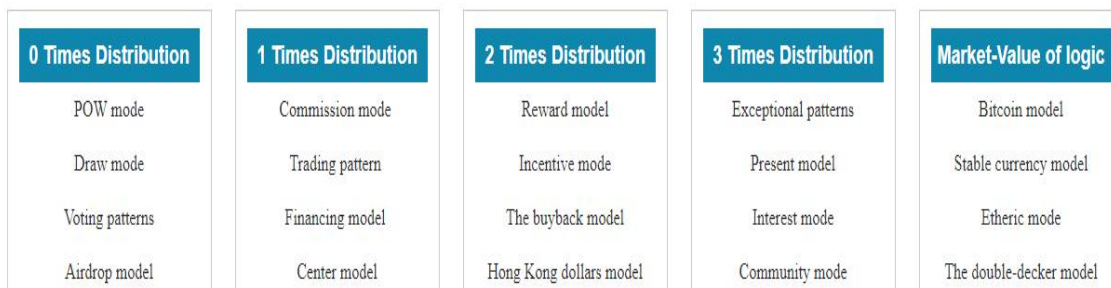 0 Times Distribution
POW mode
Draw mode
Voting patterns
Airdrop model
1 Times Distribution
Commission mode
Trading pattern
Financing model
Center model
2 Times Distribution
Reward model
Incentive mode
The buyback model
Hong Kong dollars model
3 Times Distribution
Exceptional patterns
Present model
Interest mode
Community mode
Market-Value of logic
Bitcoin model
Stable currency model
Etheric mode
The double-decker model